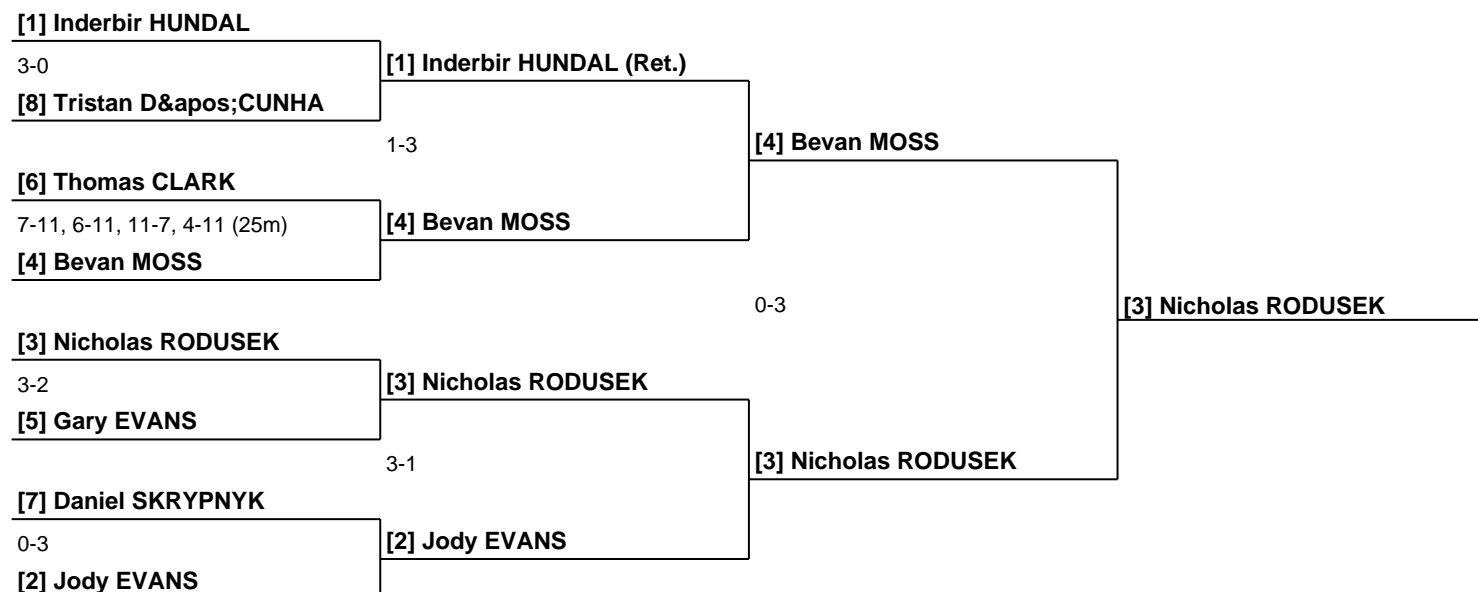 [1] Inderbir HUNDAL
3-0
[1] Inderbir HUNDAL (Ret.)
[8] Tristan D&apos;CUNHA
1-3
[4] Bevan MOSS
[6] Thomas CLARK
7-11, 6-11, 11-7, 4-11 (25m)
[4] Bevan MOSS
[4] Bevan MOSS
0-3
[3] Nicholas RODUSEK
[3] Nicholas RODUSEK
3-2
[3] Nicholas RODUSEK
[5] Gary EVANS
3-1
[3] Nicholas RODUSEK
[7] Daniel SKRYPNYK
0-3
[2] Jody EVANS
[2] Jody EVANS